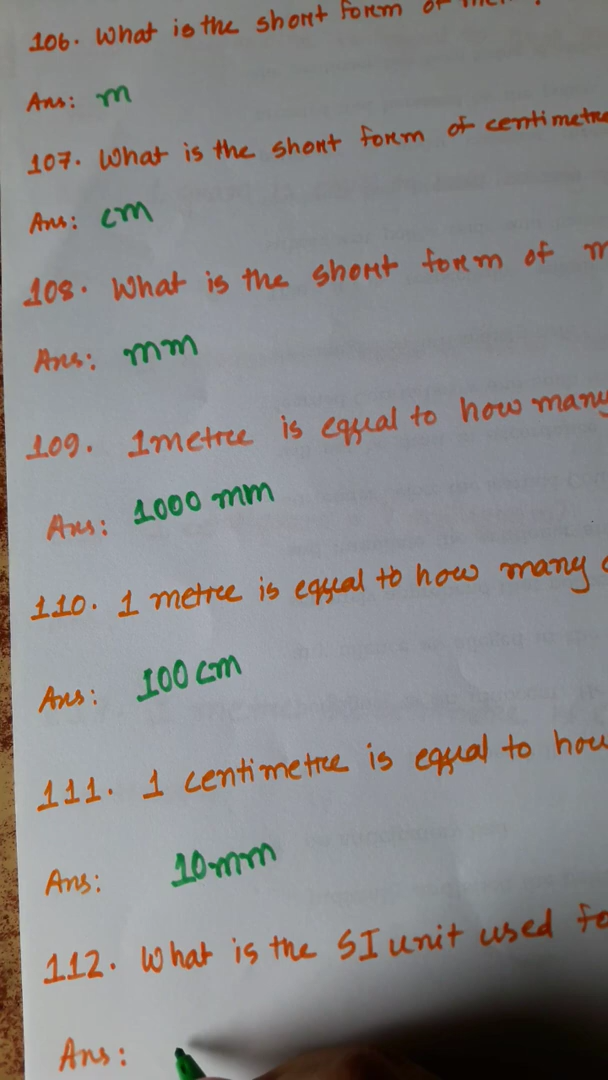 106. What is the short form of
Ans: m
107. What is the short form of centimetre
Ans: cm
108. What is the short form of m
Ans: mm
109. 1 metre is equal to how many
Ans: 1000 mm
110. 1 metre is equal to how many
Ans: 100 cm
111. 1 centimetre is equal to how
Ans: 10 mm
112. What is the SI unit used fo
Ans: